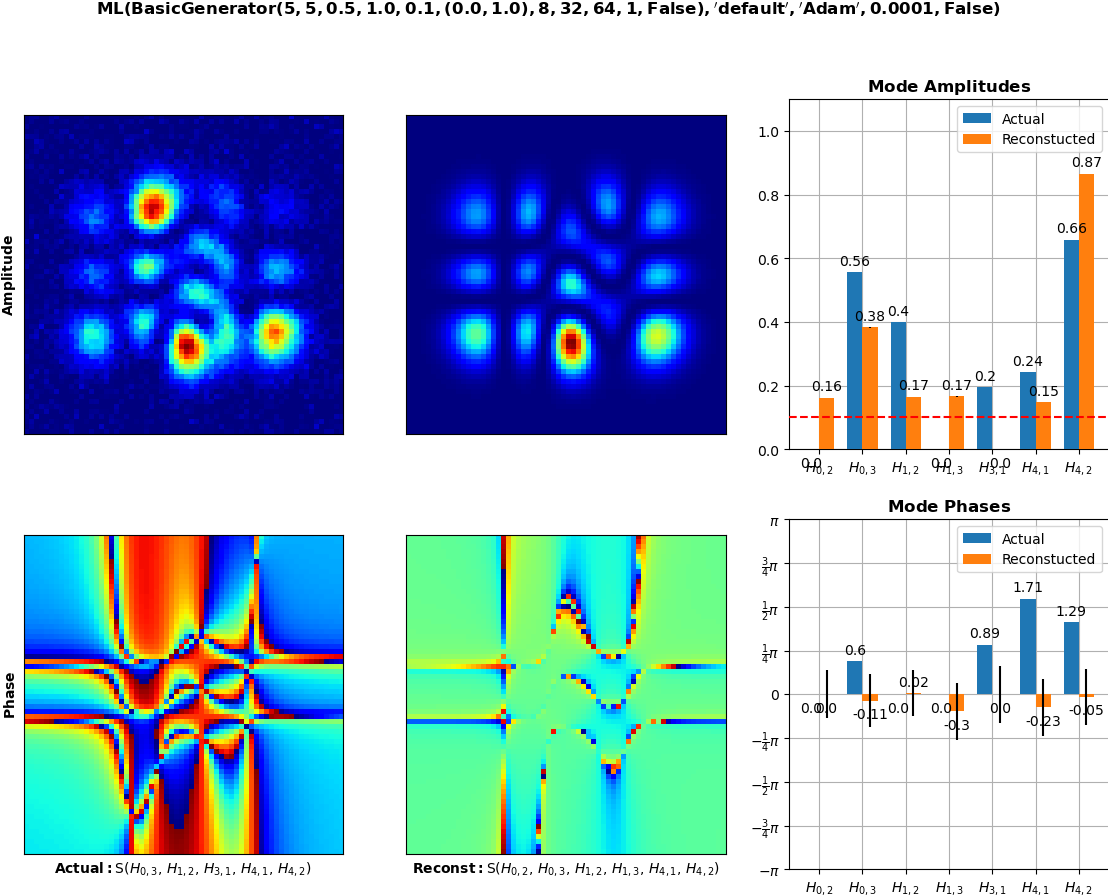 ML(BasicGenerator(5, 5, 0.5, 1.0, 0.1, (0.0, 1.0), 8, 32, 64, 1, False), 'default', 'Adam', 0.0001, False)
Amplitude
Mode Amplitudes
Actual
Reconstucted
1.0
0.8
0.6
0.4
0.2
0.0
0.0
0.16
0.56
0.38
0.4
0.17
0.0
0.17
0.2
0.0
0.24
0.15
0.66
0.87
H0,2 H0,3 H1,2 H1,3 H3,1 H4,1 H4,2
Phase
Actual: S(H0,3, H1,2, H3,1, H4,1, H4,2)
Reconst: S(H0,2, H0,3, H1,2, H1,3, H4,1, H4,2)
Mode Phases
Actual
Reconstucted
π
3/4π
1/2π
1/4π
0
−1/4π
−1/2π
−3/4π
−π
0.0
0.0
0.6
-0.11
0.02
0.0
-0.3
0.89
0.0
1.71
-0.23
1.29
-0.05
H0,2 H0,3 H1,2 H1,3 H3,1 H4,1 H4,2